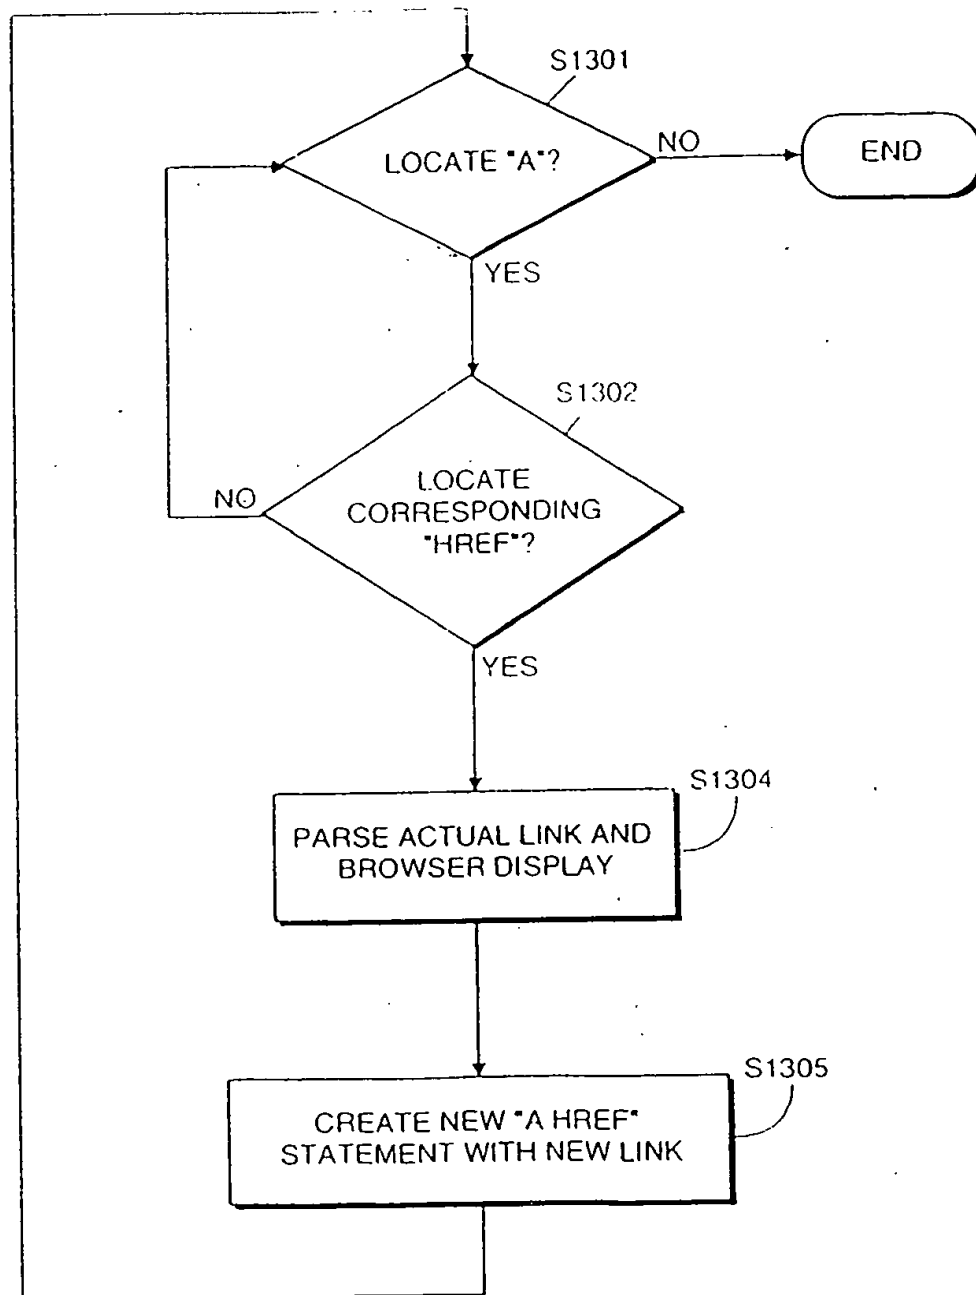 S1301
LOCATE "A"?
NO
END
YES
S1302
LOCATE
CORRESPONDING
"HREF"?
NO
YES
S1304
PARSE ACTUAL LINK AND
BROWSER DISPLAY
S1305
CREATE NEW "A HREF"
STATEMENT WITH NEW LINK